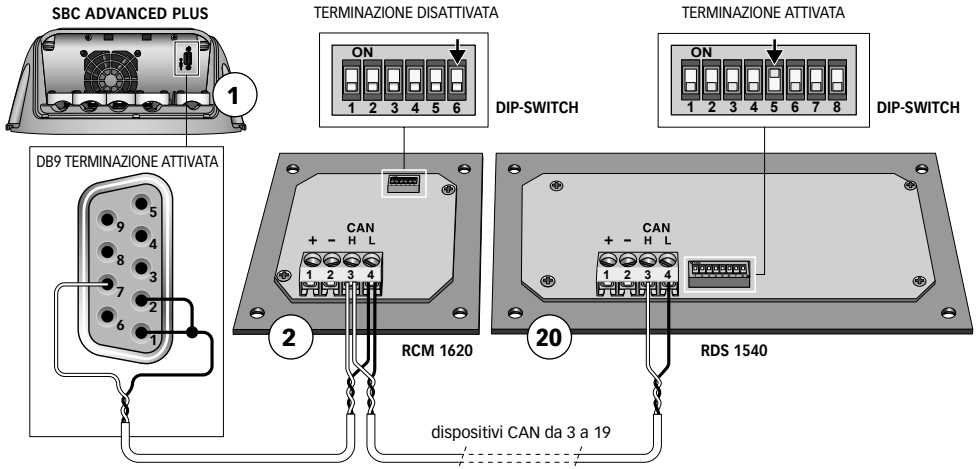 SBC ADVANCED PLUS
1
DB9 TERMINAZIONE ATTIVATA
5
9
4
8
3
7
2
6
1
TERMINAZIONE DISATTIVATA
ON
1 2 3 4 5 6
DIP-SWITCH
CAN
+ – H L
1 2 3 4
2
RCM 1620
TERMINAZIONE ATTIVATA
ON
1 2 3 4 5 6 7 8
DIP-SWITCH
CAN
+ – H L
1 2 3 4
20
RDS 1540
dispositivi CAN da 3 a 19